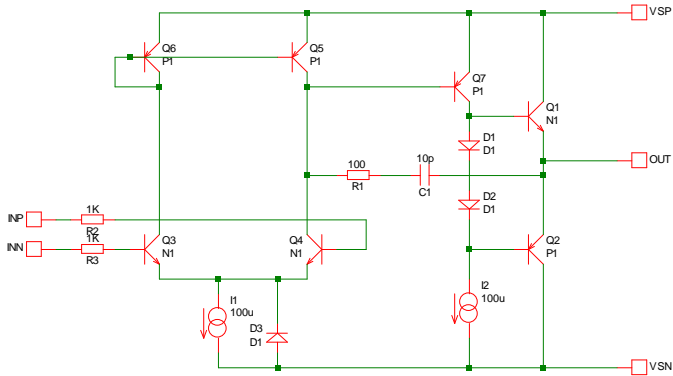 VSP
Q6
P1
Q5
P1
Q7
P1
Q1
N1
D1
D1
OUT
100
R1
10p
C1
D2
D1
INP
1K
R2
INN
1K
R3
Q3
N1
Q4
N1
Q2
P1
I1
100u
I2
100u
D3
D1
VSN